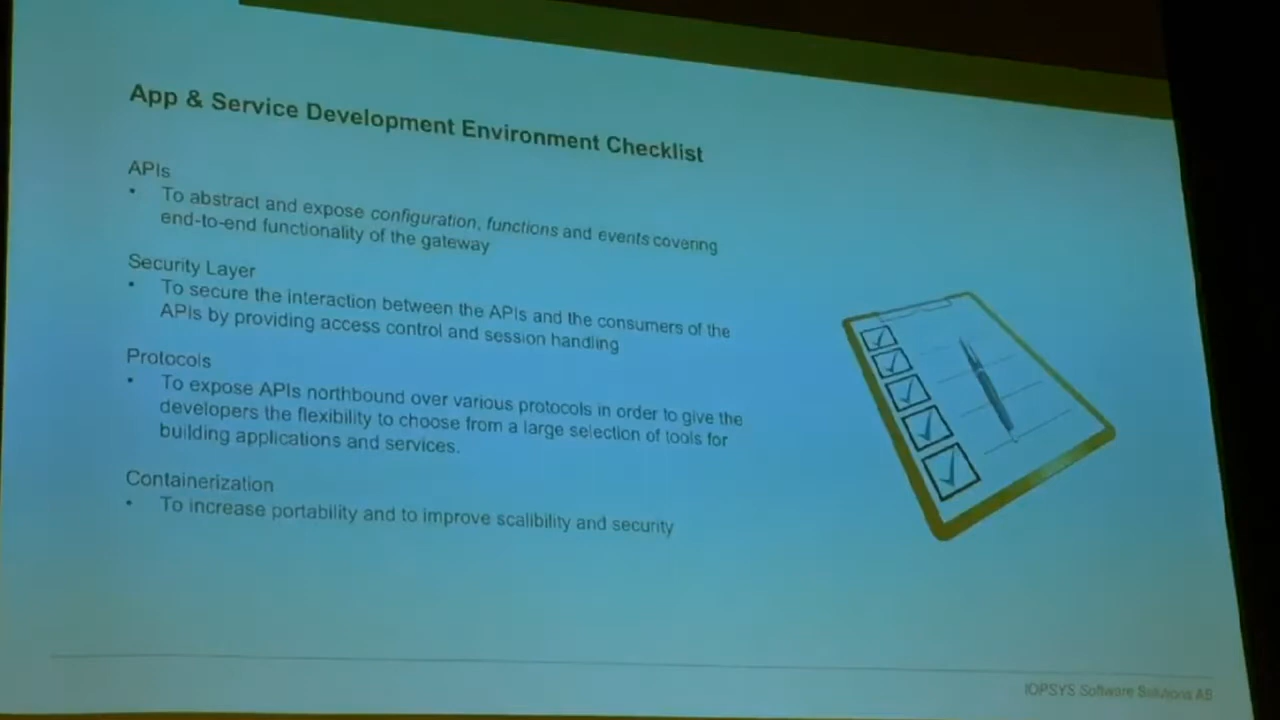 App & Service Development Environment Checklist
APIs
• To abstract and expose configuration, functions and events covering
end-to-end functionality of the gateway
Security Layer
• To secure the interaction between the APIs and the consumers of the
APIs by providing access control and session handling
Protocols
• To expose APIs northbound over various protocols in order to give the
developers the flexibility to choose from a large selection of tools for
building applications and services.
Containerization
• To increase portability and to improve scalibility and security
IOPSYS Software Solutions AB